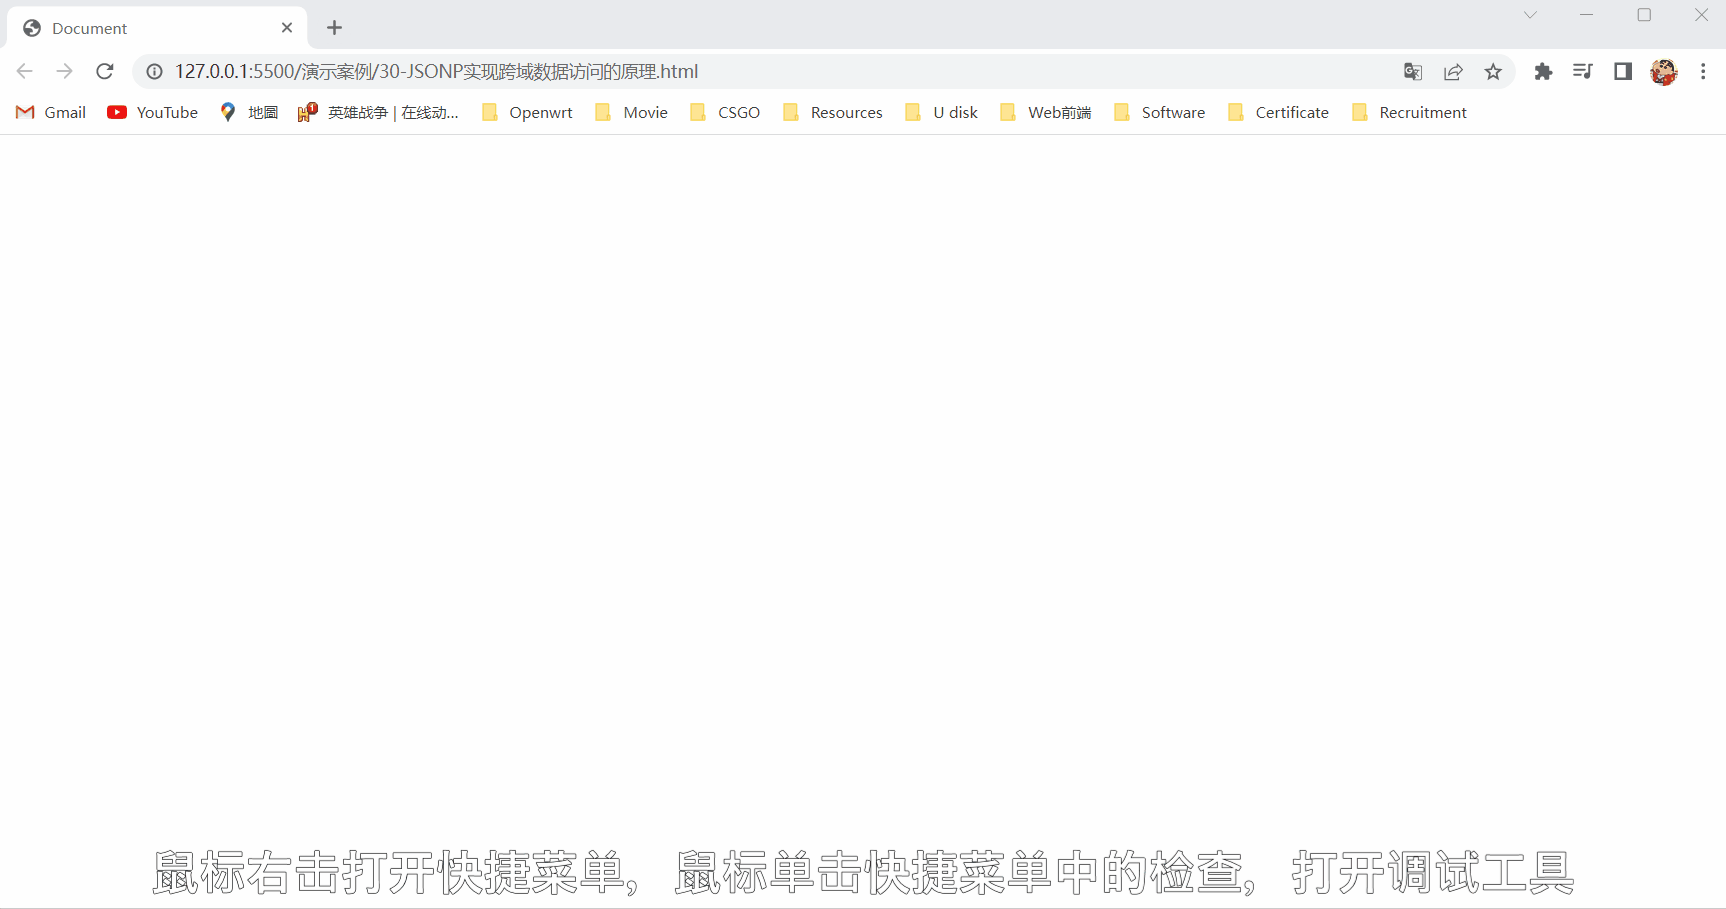 Document
127.0.0.1:5500/演示案例/30-JSONP实现跨域数据访问的原理.html
Gmail YouTube 地圖 英雄战争 | 在线动... Openwrt Movie CSGO Resources U disk Web前端 Software Certificate Recruitment
鼠标右击打开快捷菜单，鼠标单击快捷菜单中的检查，打开调试工具